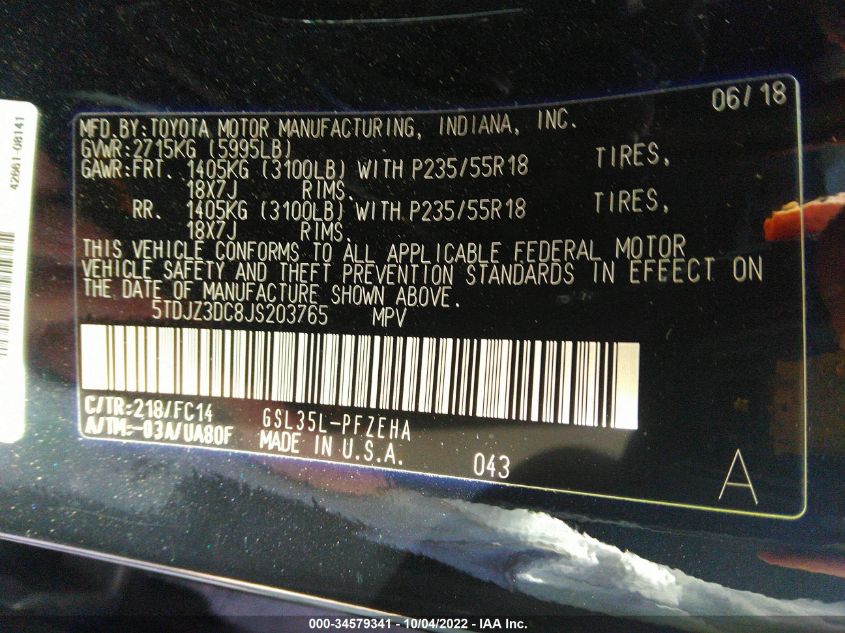 42661-08141
06/18
MFD.BY:TOYOTA MOTOR MANUFACTURING, INDIANA, INC.
GVWR:2715KG (5995LB)
GAWR:FRT. 1405KG (3100LB) WITH P235/55R18 TIRES,
18X7J RIMS.
RR. 1405KG (3100LB) WITH P235/55R18 TIRES,
18X7J RIMS.
THIS VEHICLE CONFORMS TO ALL APPLICABLE FEDERAL MOTOR
VEHICLE SAFETY AND THEFT PREVENTION STANDARDS IN EFFECT ON
THE DATE OF MANUFACTURE SHOWN ABOVE.
5TDJZ3DC8JS203765 MPV
C/TR:218/FC14 GSL35L-PFZEHA
A/TM:-03A/UA80F MADE IN U.S.A. 043
A
000-34579341 - 10/04/2022 - IAA Inc.